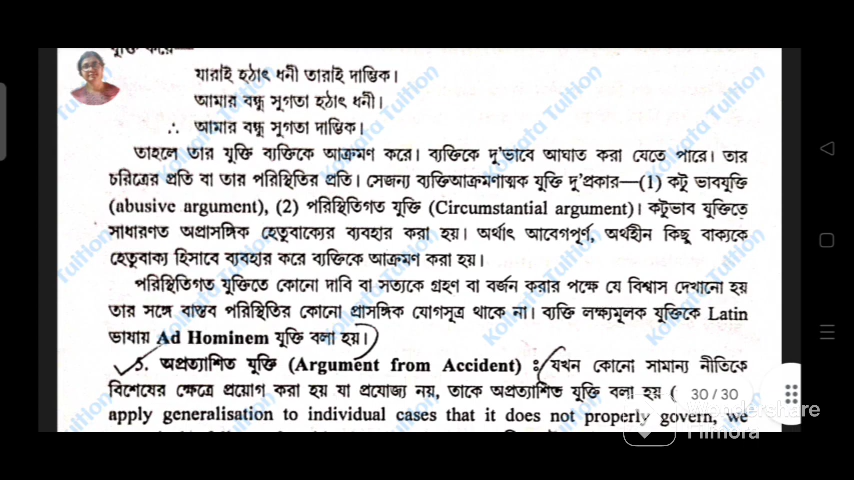 যুক্তি করে—
যারাই হঠাৎ ধনী তারাই দাম্ভিক।
আমার বন্ধু সুগতা হঠাৎ ধনী।
∴ আমার বন্ধু সুগতা দাম্ভিক।
তাহলে তার যুক্তি ব্যক্তিকে আক্রমণ করে। ব্যক্তিকে দু'ভাবে আঘাত করা যেতে পারে। তার
চরিত্রের প্রতি বা তার পরিস্থিতির প্রতি। সেজন্য ব্যক্তিআক্রমণাত্মক যুক্তি দু'প্রকার—(1) কটু ভাবযুক্তি
(abusive argument), (2) পরিস্থিতিগত যুক্তি (Circumstantial argument)। কটুভাব যুক্তিতে
সাধারণত অপ্রাসঙ্গিক হেতুবাক্যের ব্যবহার করা হয়। অর্থাৎ আবেগপূর্ণ, অর্থহীন কিছু বাক্যকে
হেতুবাক্য হিসাবে ব্যবহার করে ব্যক্তিকে আক্রমণ করা হয়।
পরিস্থিতিগত যুক্তিতে কোনো দাবি বা সত্যকে গ্রহণ বা বর্জন করার পক্ষে যে বিশ্বাস দেখানো হয়
তার সঙ্গে বাস্তব পরিস্থিতির কোনো প্রাসঙ্গিক যোগসূত্র থাকে না। ব্যক্তি লক্ষ্যমূলক যুক্তিকে Latin
ভাষায় Ad Hominem যুক্তি বলা হয়।
5. অপ্রত্যাশিত যুক্তি (Argument from Accident) : যখন কোনো সামান্য নীতিকে
বিশেষের ক্ষেত্রে প্রয়োগ করা হয় যা প্রযোজ্য নয়, তাকে অপ্রত্যাশিত যুক্তি বলা হয় (
30 / 30
apply generalisation to individual cases that it does not properly govern, we
Wondershare
Filmora
Kolkata Tuition